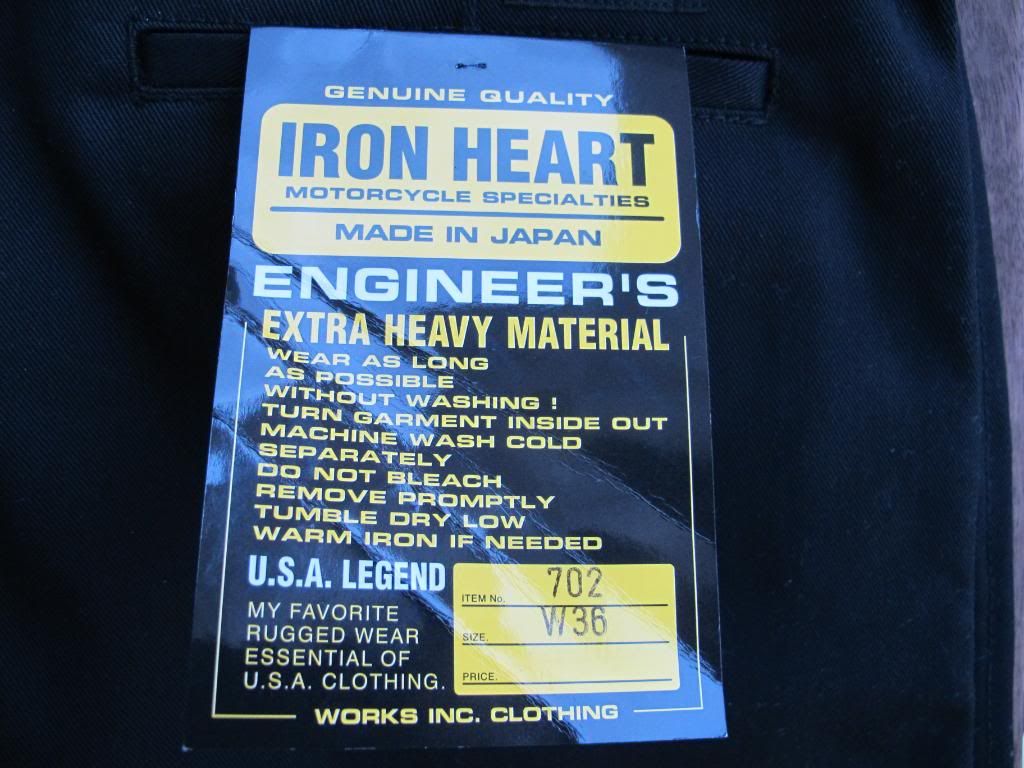 GENUINE QUALITY
IRON HEART
MOTORCYCLE SPECIALTIES
MADE IN JAPAN
ENGINEER'S
EXTRA HEAVY MATERIAL
WEAR AS LONG
AS POSSIBLE
WITHOUT WASHING !
TURN GARMENT INSIDE OUT
MACHINE WASH COLD
SEPARATELY
DO NOT BLEACH
REMOVE PROMPTLY
TUMBLE DRY LOW
WARM IRON IF NEEDED
U.S.A. LEGEND
MY FAVORITE
RUGGED WEAR
ESSENTIAL OF
U.S.A. CLOTHING.
ITEM No. 702
SIZE. W36
PRICE.
WORKS INC. CLOTHING